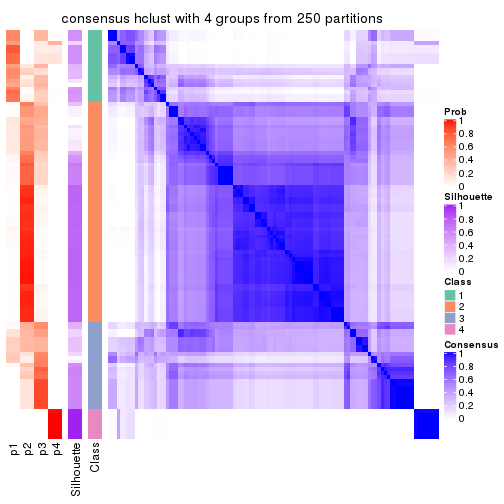 consensus hclust with 4 groups from 250 partitions
Prob
1
0.8
0.6
0.4
0.2
0
Silhouette
1
0.8
0.6
0.4
0.2
0
Class
1
2
3
4
Consensus
1
0.8
0.6
0.4
0.2
0
p1
p2
p3
p4
Silhouette
Class